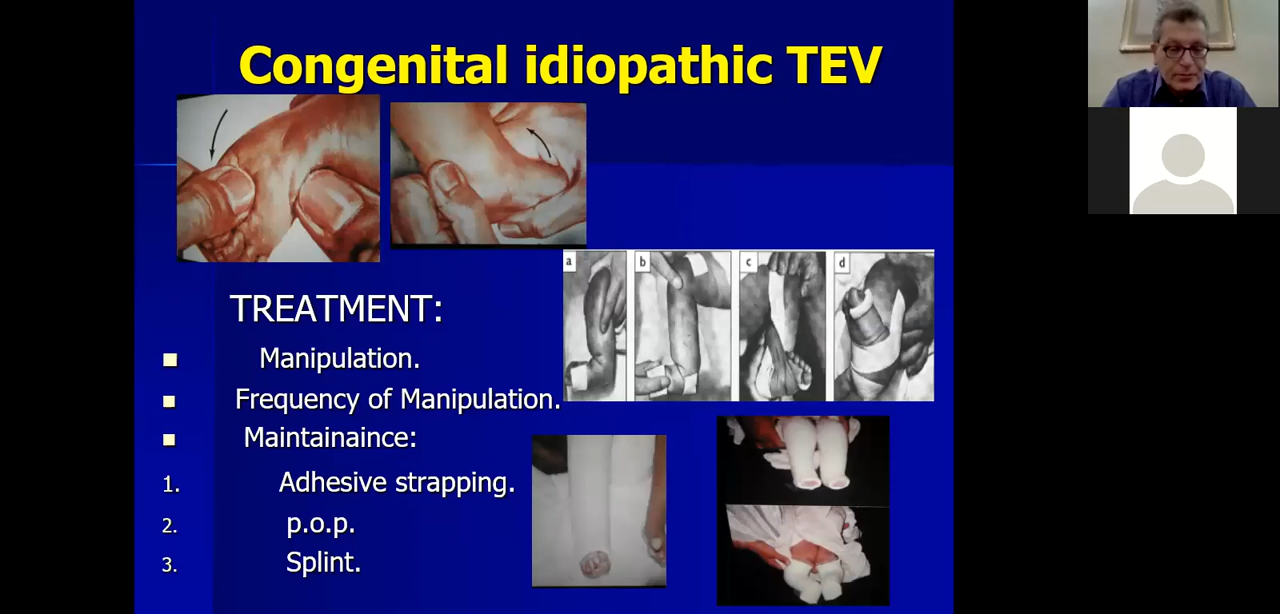 Congenital idiopathic TEV
a b c d
TREATMENT:
Manipulation.
Frequency of Manipulation.
Maintainaince:
1. Adhesive strapping.
2. p.o.p.
3. Splint.